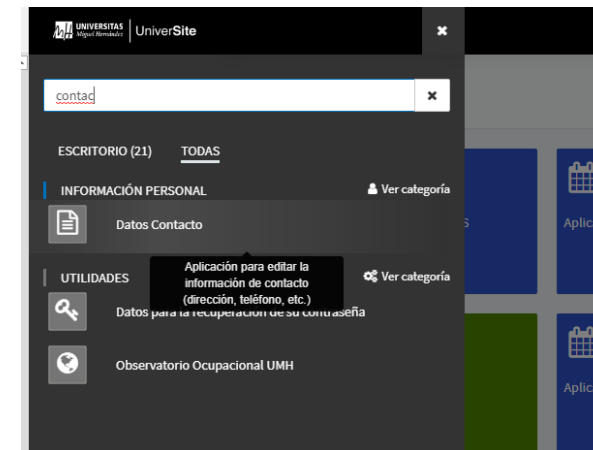 UNIVERSITAS
Miguel Hernández
UniverSite
contac
ESCRITORIO (21) TODAS
INFORMACIÓN PERSONAL Ver categoría
Datos Contacto
Aplicación para editar la
información de contacto
(dirección, teléfono, etc.)
UTILIDADES Ver categoría
Datos para la recuperación de su contraseña
Observatorio Ocupacional UMH
S
Aplic
Aplic